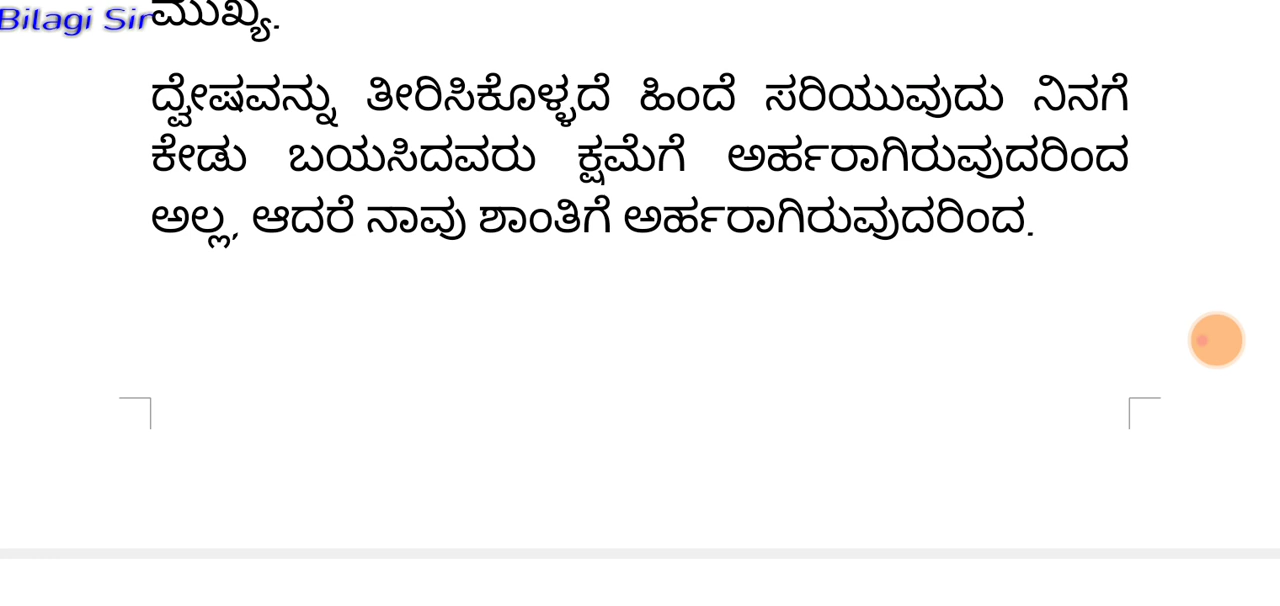 Bilagi Sir
ಮುಖ್ಯ.
ದ್ವೇಷವನ್ನು ತೀರಿಸಿಕೊಳ್ಳದೆ ಹಿಂದೆ ಸರಿಯುವುದು ನಿನಗೆ
ಕೇಡು ಬಯಸಿದವರು ಕ್ಷಮೆಗೆ ಅರ್ಹರಾಗಿರುವುದರಿಂದ
ಅಲ್ಲ, ಆದರೆ ನಾವು ಶಾಂತಿಗೆ ಅರ್ಹರಾಗಿರುವುದರಿಂದ.